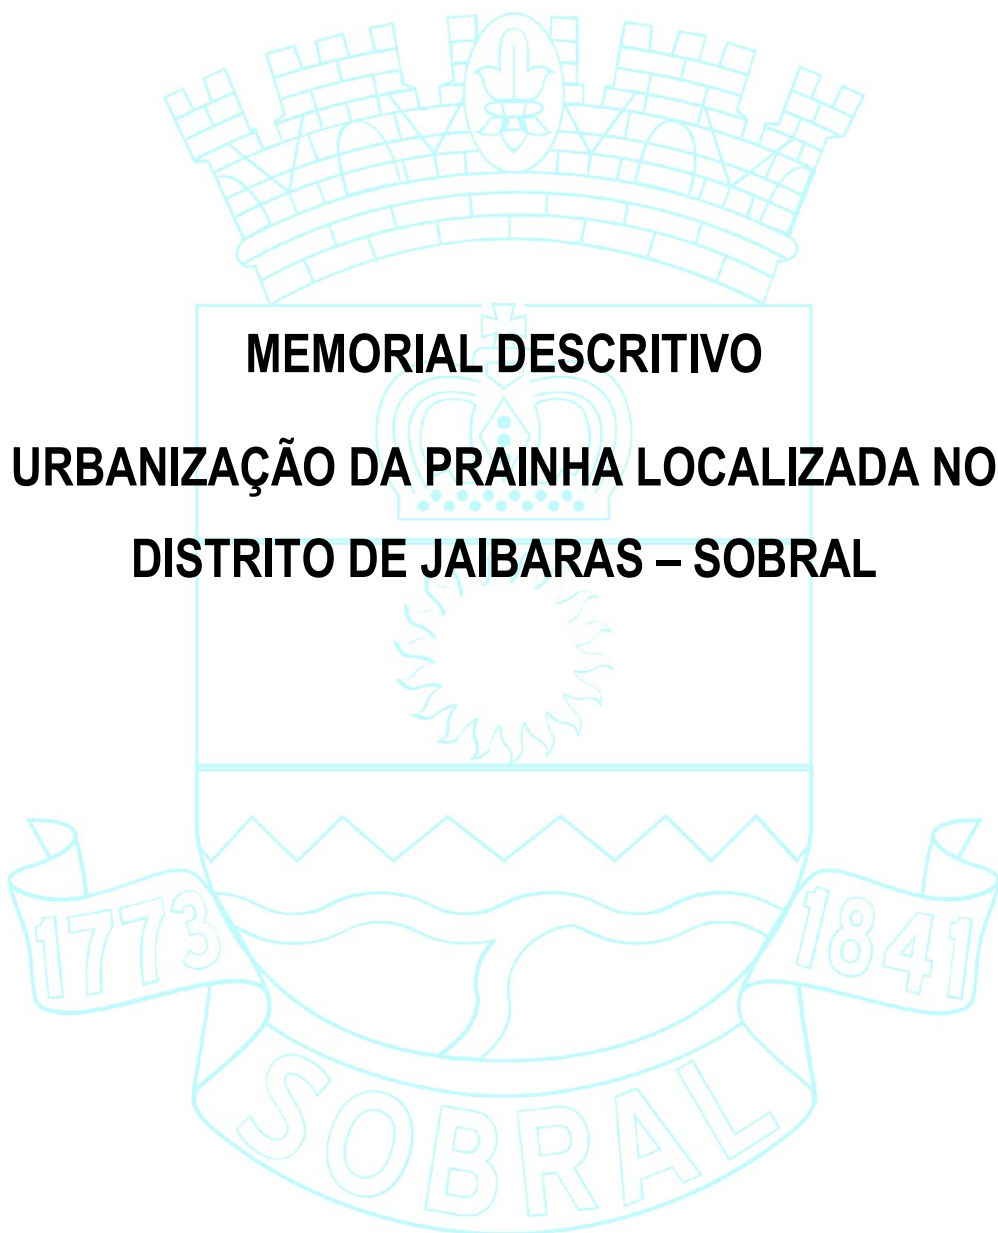 MEMORIAL DESCRITIVO
URBANIZAÇÃO DA PRAINHA LOCALIZADA NO
DISTRITO DE JAIBARAS – SOBRAL
1773
1841
SOBRAL